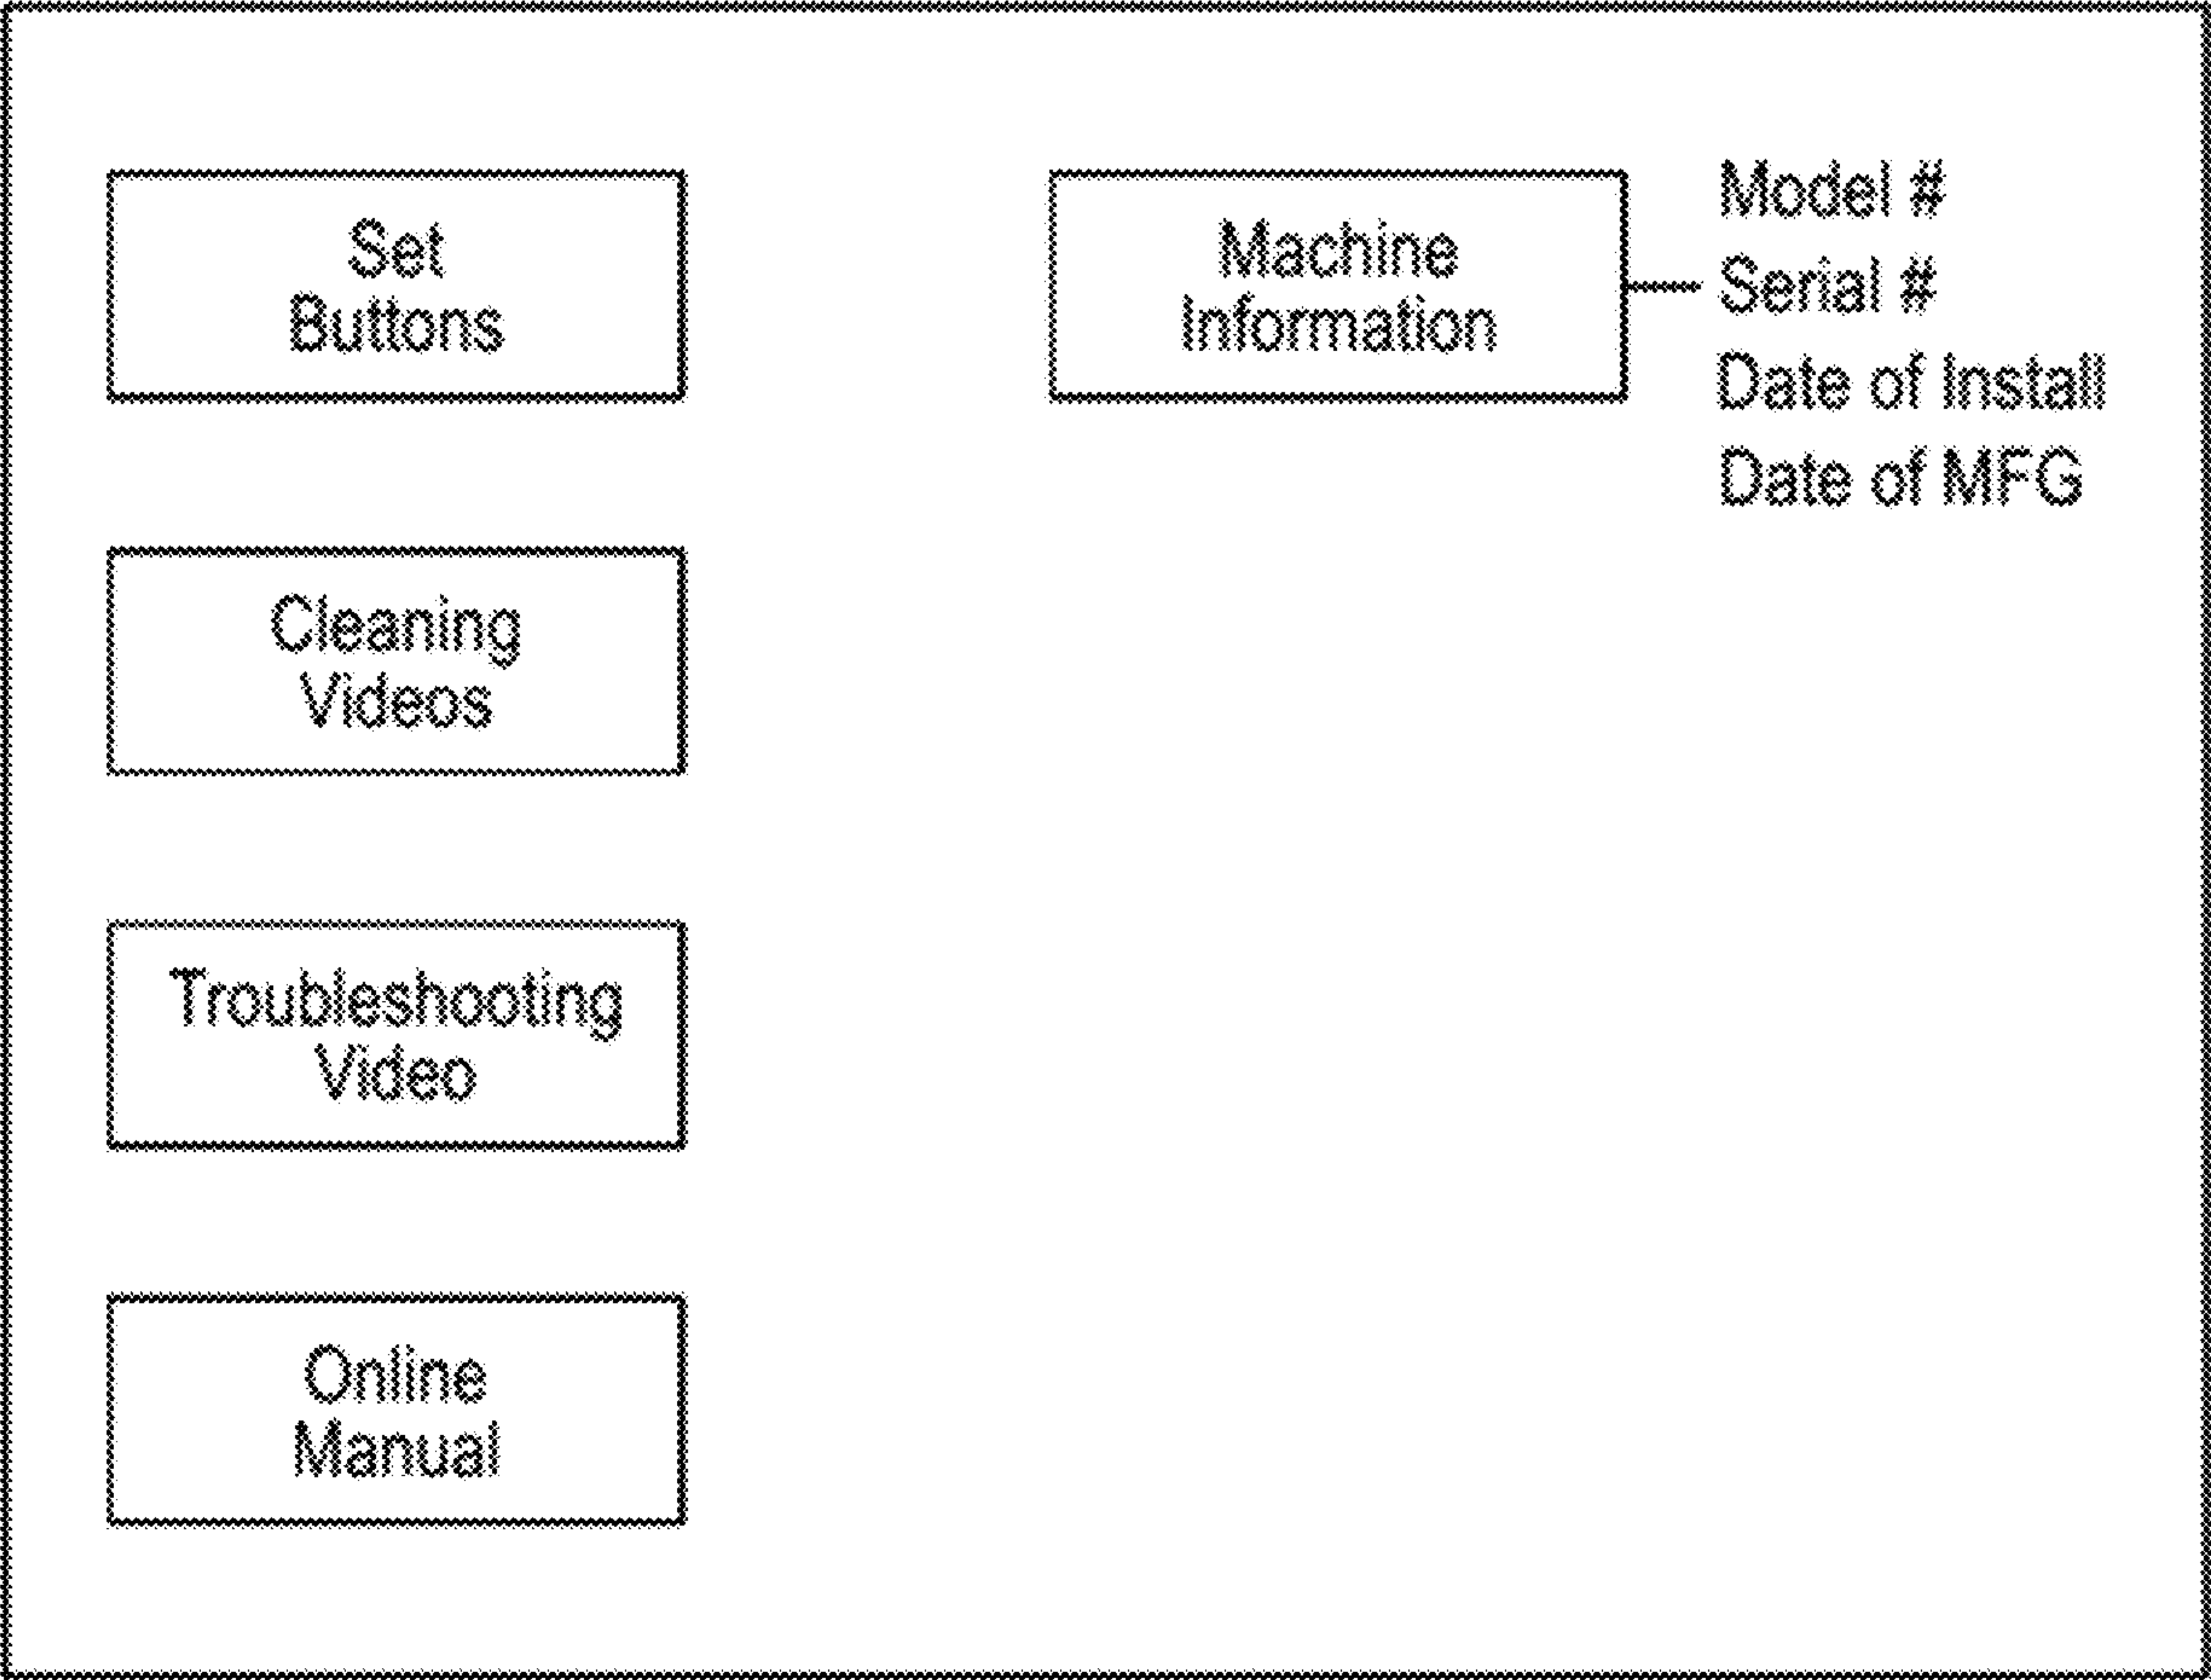 Set
Buttons
Machine
Information
Model #
Serial #
Date of Install
Date of MFG
Cleaning
Videos
Troubleshooting
Video
Online
Manual